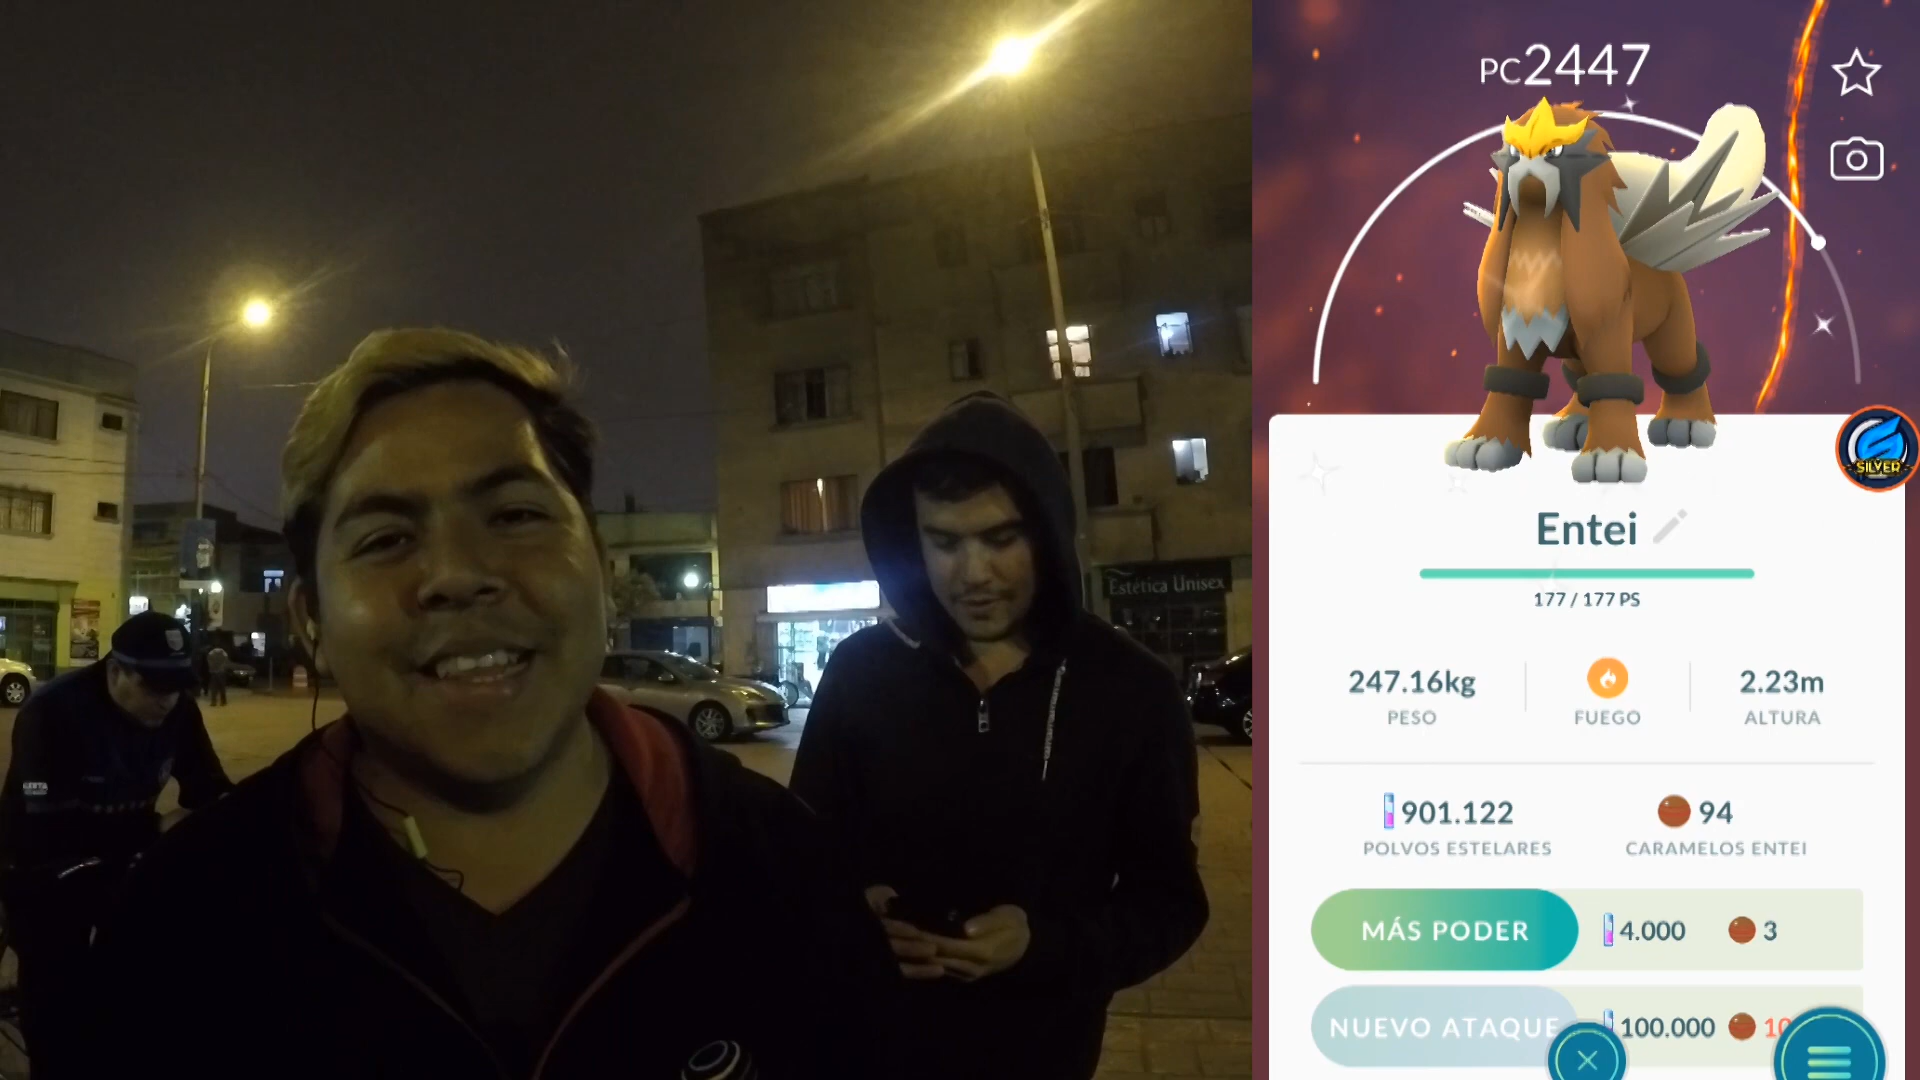 Estética Unisex
PC2447
SILVER
Entei
177 / 177 PS
247.16kg
PESO
FUEGO
2.23m
ALTURA
901.122
POLVOS ESTELARES
94
CARAMELOS ENTEI
MÁS PODER
4.000
3
NUEVO ATAQUE
100.000